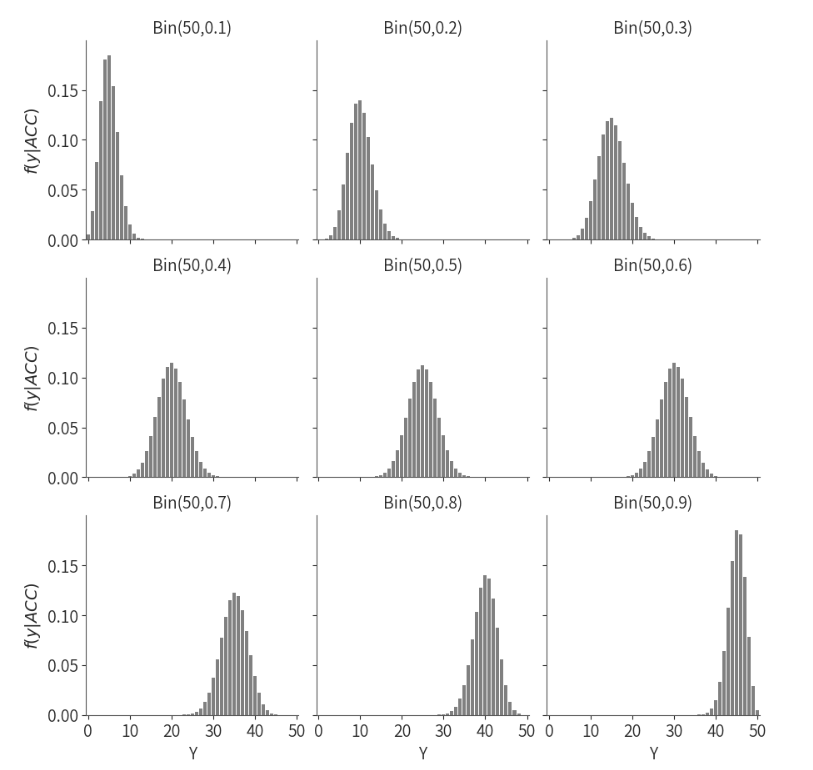 Bin(50,0.1) Bin(50,0.2) Bin(50,0.3)
0.15
0.10
0.05
0.00
f(y|ACC)
Bin(50,0.4) Bin(50,0.5) Bin(50,0.6)
0.15
0.10
0.05
0.00
f(y|ACC)
Bin(50,0.7) Bin(50,0.8) Bin(50,0.9)
0.15
0.10
0.05
0.00
f(y|ACC)
0 10 20 30 40 50 0 10 20 30 40 50 0 10 20 30 40 50
Y Y Y